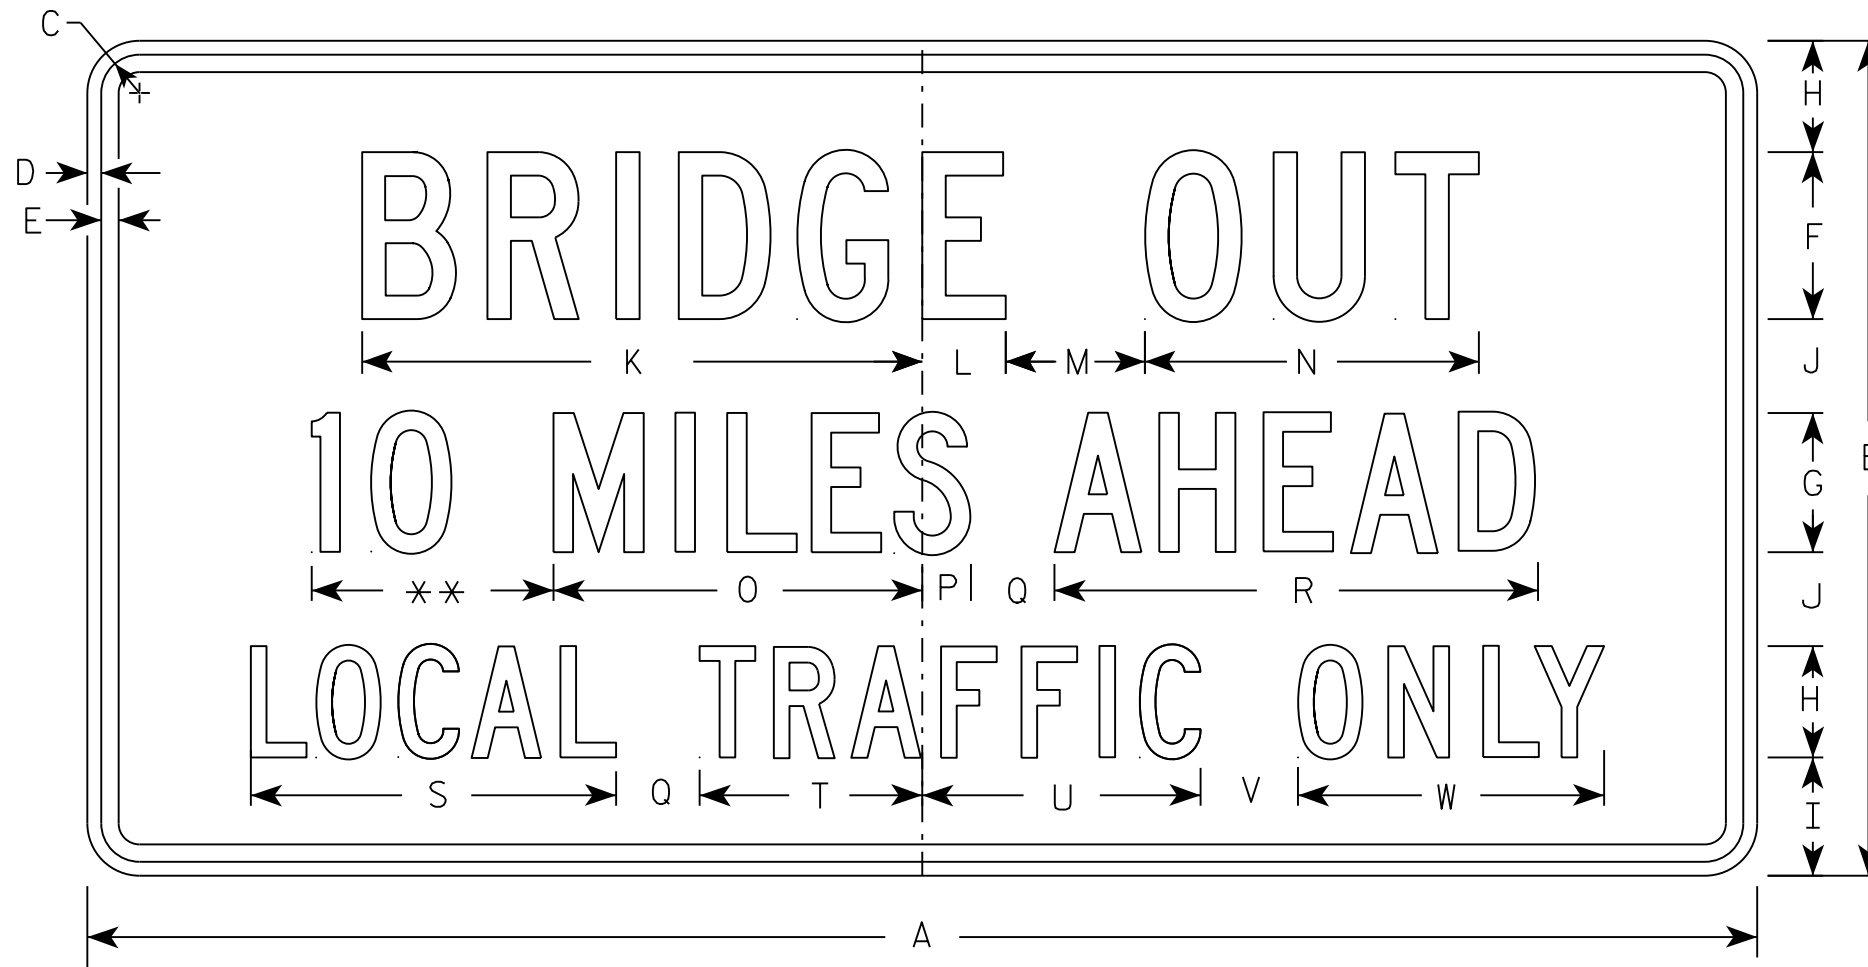 C
H
BRIDGE OUT
D
E
F
K L M N
J
10 MILES AHEAD
G
** O P Q R
J
LOCAL TRAFFIC ONLY
H
S Q T U V W
I
A